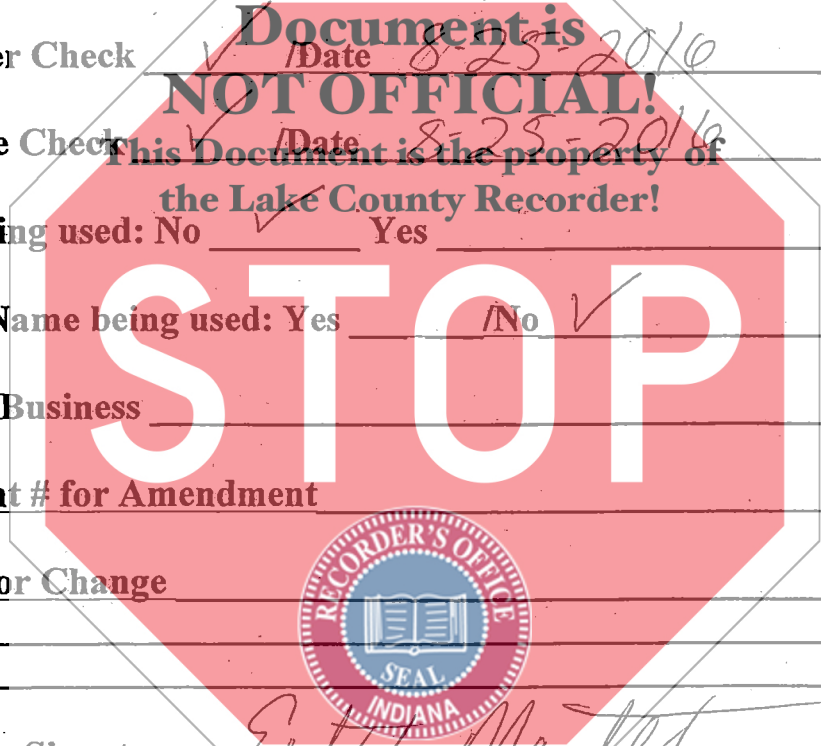 Document is
er Check ✓ /Date 8-25-2016
NOT OFFICIAL!
e Check ✓ /Date 8-25-2016
This Document is the property of
the Lake County Recorder!
ing used: No ✓ Yes
Name being used: Yes /No ✓
STOP
Business
nt # for Amendment
or Change
RECORDER'S OFFICE
SEAL
INDIANA